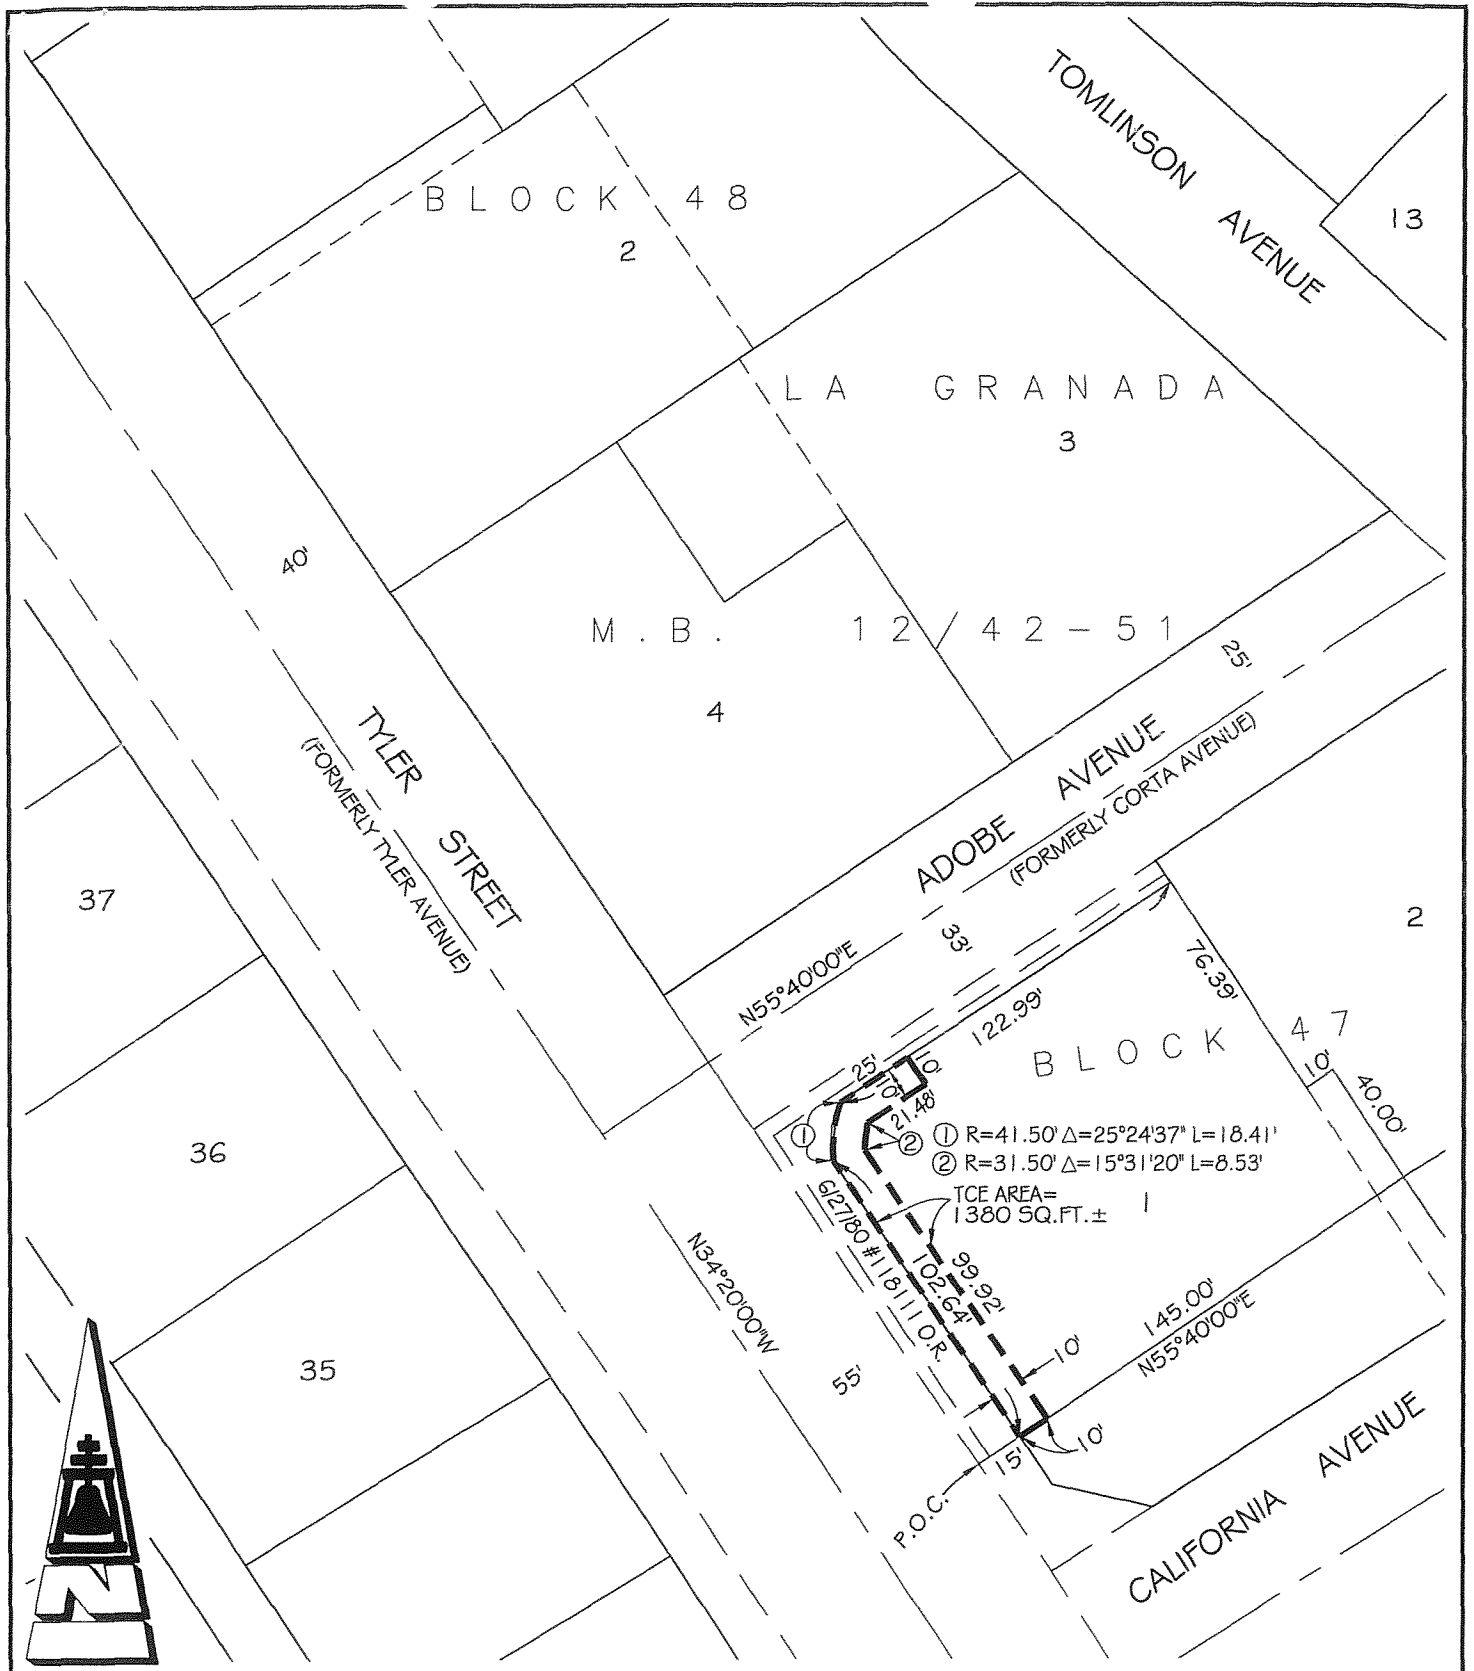 TOMLINSON AVENUE
13
BLOCK 48
2
LA GRANADA
3
40'
M.B. 12/42-51
25'
4
TYLER STREET
(FORMERLY TYLER AVENUE)
ADOBE AVENUE
(FORMERLY CORTA AVENUE)
37
2
33'
N55°40'00"E
76.39'
122.99'
BLOCK 47
25'
10'
10'
10'
40.00'
21.48'
①
②
① R=41.50' Δ=25°24'37" L=18.41'
② R=31.50' Δ=15°31'20" L=8.53'
36
TCE AREA=
1380 SQ.FT.±
1
6/27/80 #118111 O.R.
N34°20'00"W
99.92'
102.64'
145.00'
N55°40'00"E
35
10'
55'
10'
15'
P.O.C.
CALIFORNIA AVENUE
N